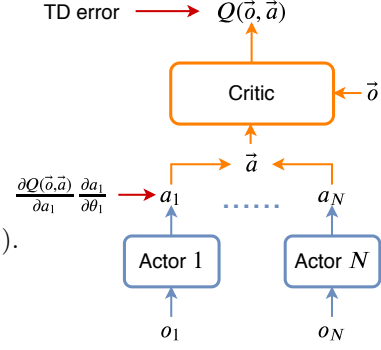 TD error Q(o⃗, a⃗)
Critic o⃗
a⃗
∂Q(o⃗,a⃗)/∂a₁ ∂a₁/∂θ₁ a₁ ...... a_N
).
Actor 1 Actor N
o₁ o_N